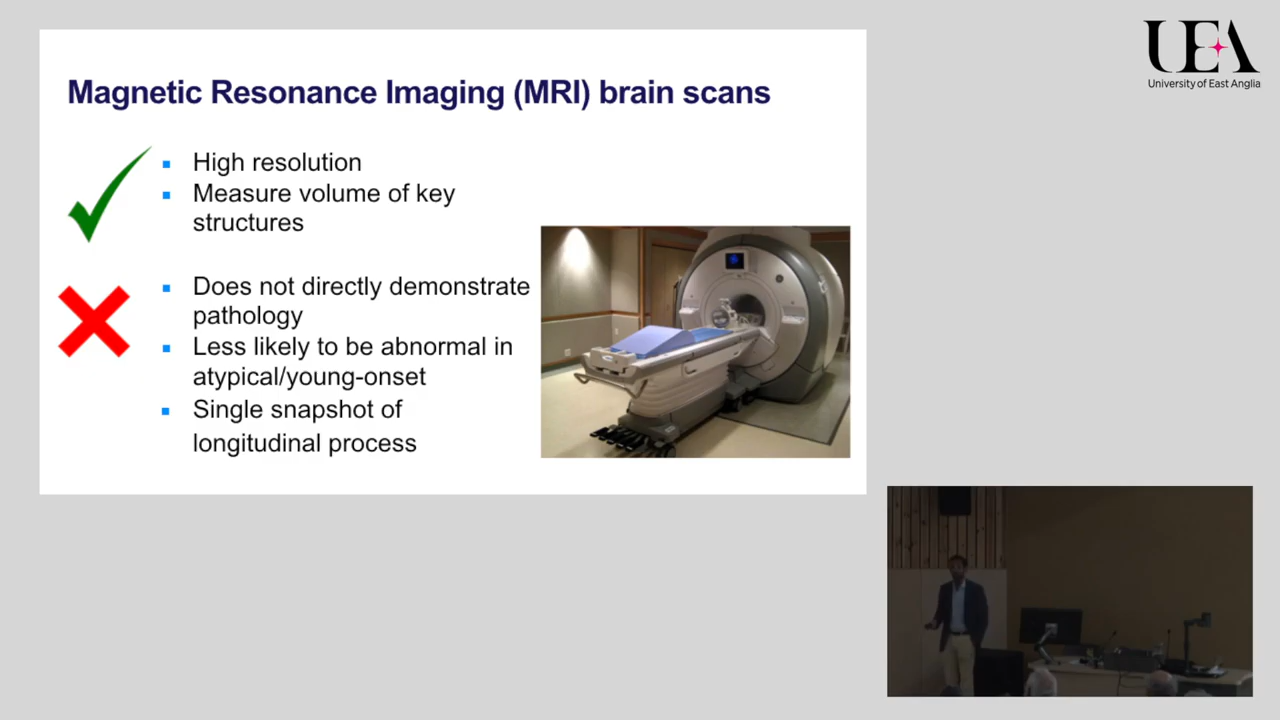 Magnetic Resonance Imaging (MRI) brain scans
High resolution
Measure volume of key
structures
Does not directly demonstrate
pathology
Less likely to be abnormal in
atypical/young-onset
Single snapshot of
longitudinal process
UEA
University of East Anglia